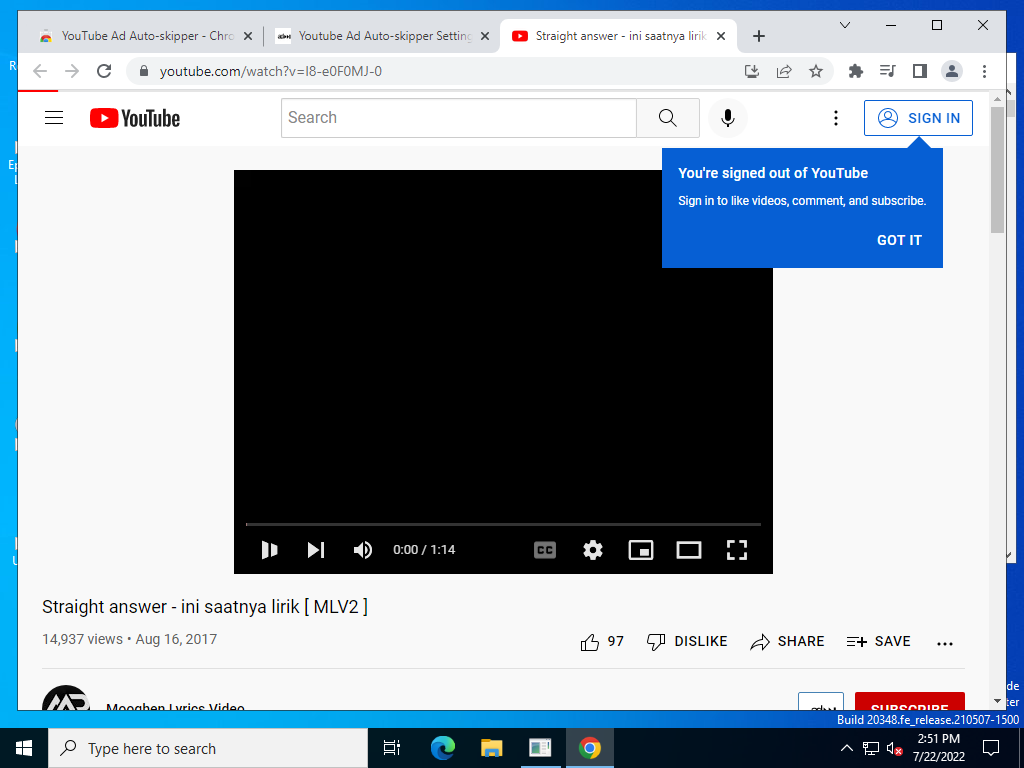 YouTube Ad Auto-skipper - Chro
Youtube Ad Auto-skipper Setting
Straight answer - ini saatnya lirik
youtube.com/watch?v=I8-e0F0MJ-0
YouTube
Search
SIGN IN
You're signed out of YouTube
Sign in to like videos, comment, and subscribe.
GOT IT
CC
0:00 / 1:14
Straight answer - ini saatnya lirik [ MLV2 ]
14,937 views • Aug 16, 2017
97
DISLIKE
SHARE
SAVE
Mooghen Lyrics Video
SUBSCRIBE
Build 20348.fe_release.210507-1500
Type here to search
2:51 PM
7/22/2022